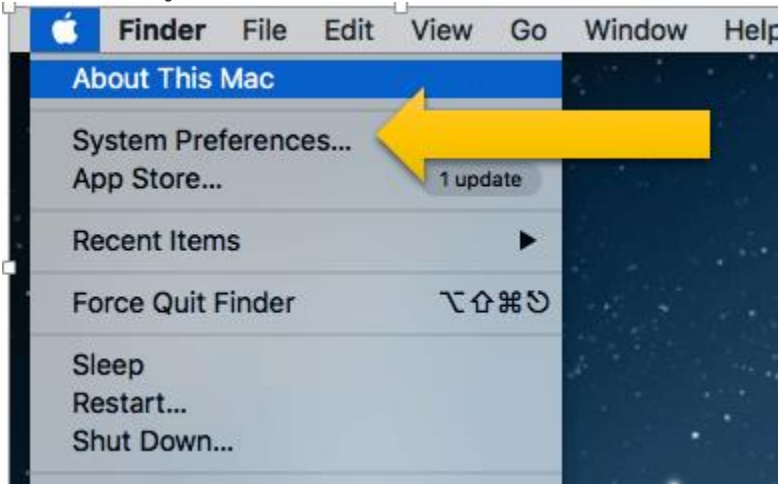 Finder File Edit View Go Window Help
About This Mac
System Preferences...
App Store... 1 update
Recent Items ▶
Force Quit Finder ⌥⇧⌘⎋
Sleep
Restart...
Shut Down...